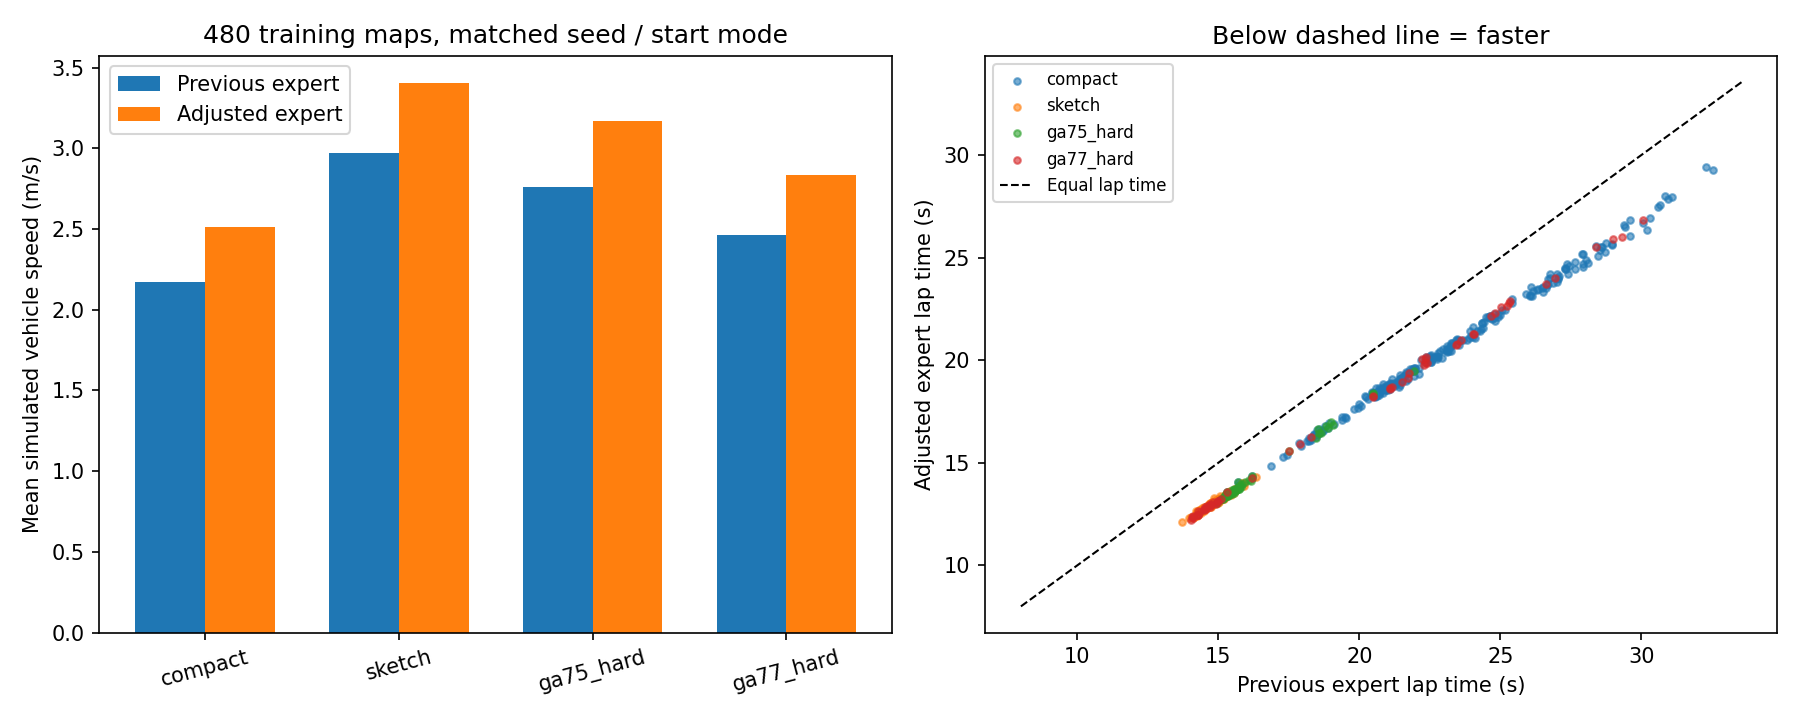 480 training maps, matched seed / start mode
Mean simulated vehicle speed (m/s)
3.5
3.0
2.5
2.0
1.5
1.0
0.5
0.0
Previous expert
Adjusted expert
compact
sketch
ga75_hard
ga77_hard
Below dashed line = faster
Adjusted expert lap time (s)
30
25
20
15
10
compact
sketch
ga75_hard
ga77_hard
Equal lap time
10
15
20
25
30
Previous expert lap time (s)